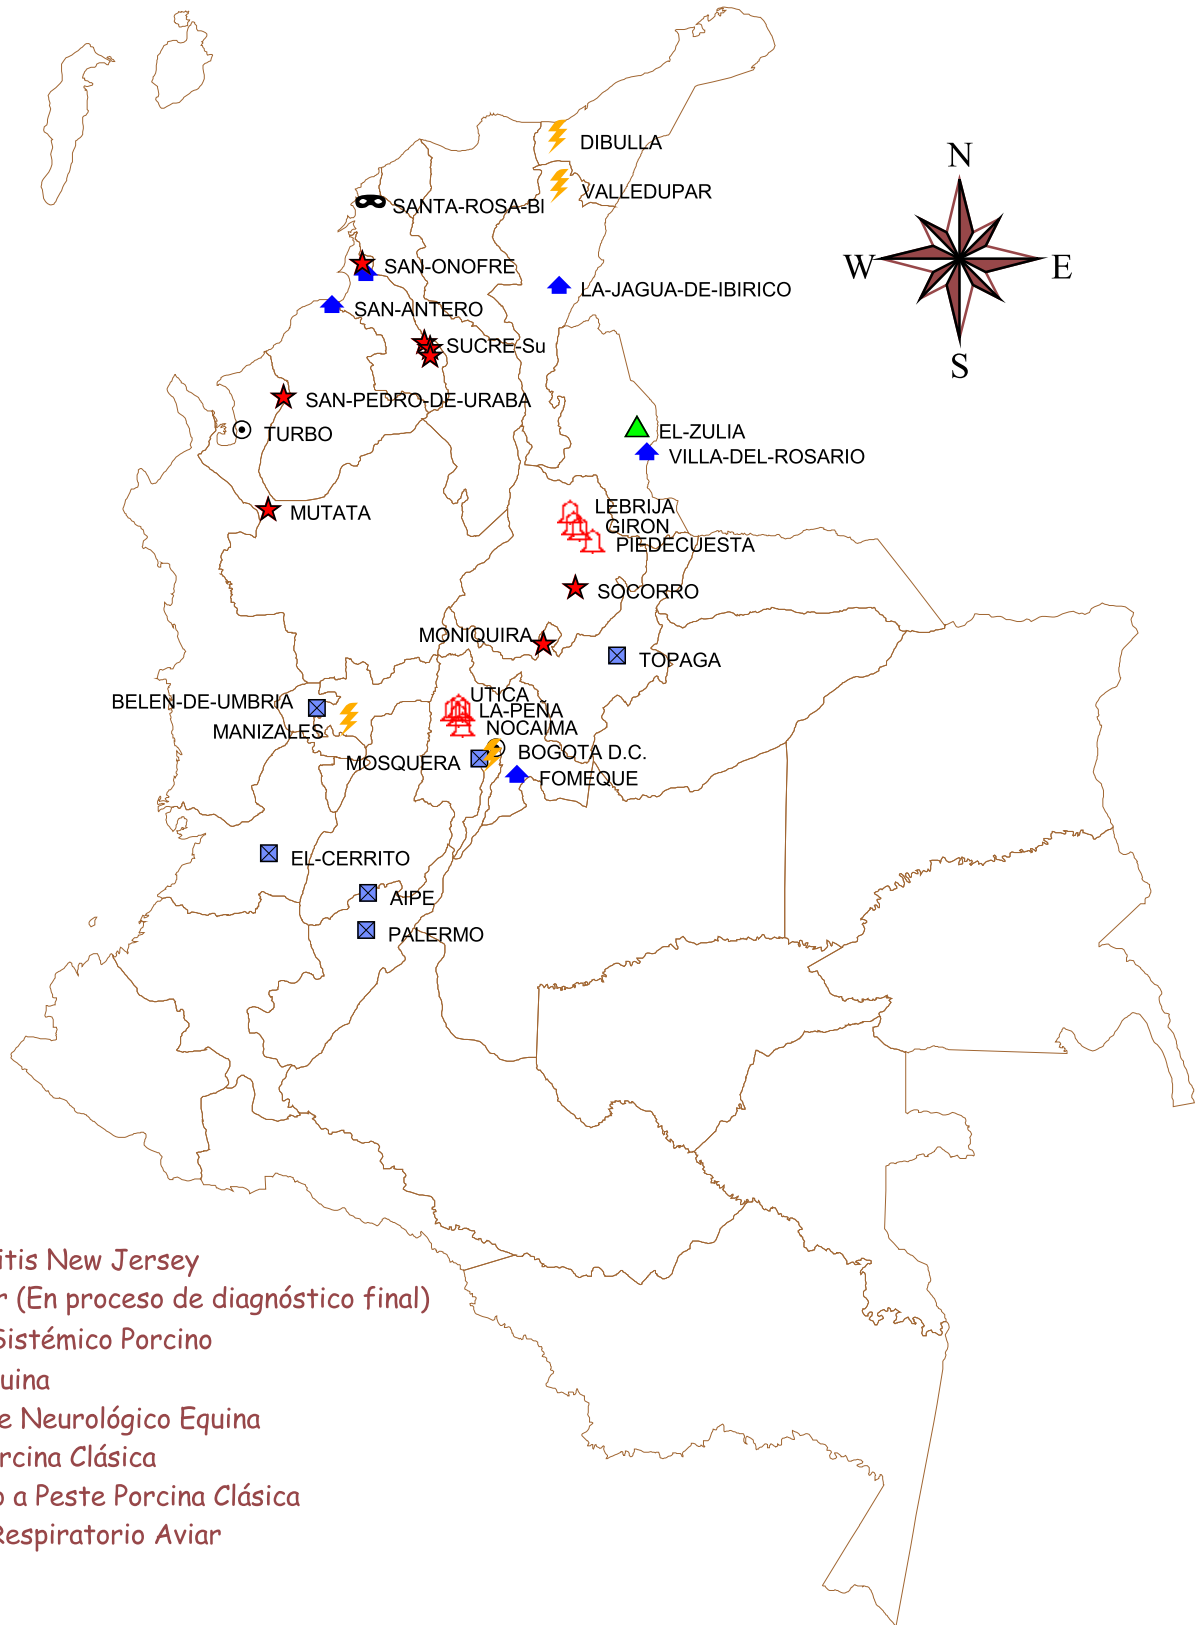 DIBULLA
N
VALLEDUPAR
SANTA-ROSA-Bl
W
E
SAN-ONOFRE
LA-JAGUA-DE-IBIRICO
SAN-ANTERO
SUCRE-Su
S
SAN-PEDRO-DE-URABA
TURBO
EL-ZULIA
VILLA-DEL-ROSARIO
LEBRIJA
MUTATA
GIRON
PIEDECUESTA
SOCORRO
MONIQUIRA
TOPAGA
UTICA
BELEN-DE-UMBRIA
LA-PEÑA
MANIZALES
NOCAIMA
BOGOTA D.C.
MOSQUERA
FOMEQUE
EL-CERRITO
AIPE
PALERMO
itis New Jersey
r (En proceso de diagnóstico final)
Sistémico Porcino
uina
e Neurológico Equina
orcina Clásica
o a Peste Porcina Clásica
Respiratorio Aviar